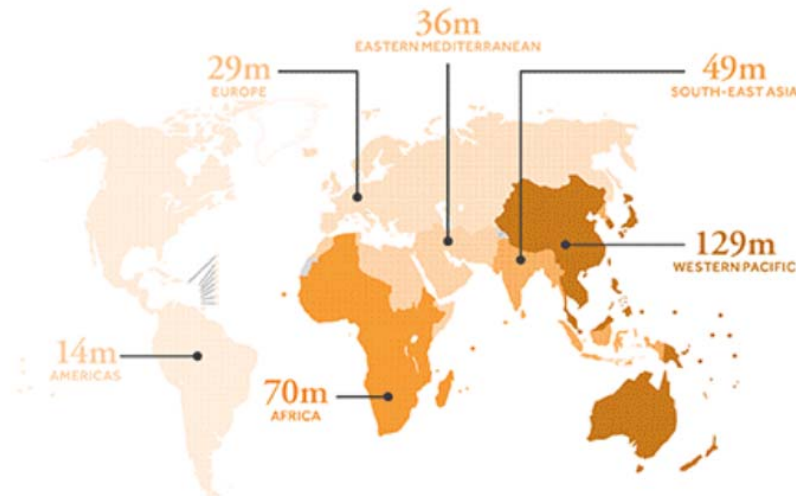 36m
EASTERN MEDITERRANEAN
29m
EUROPE
49m
SOUTH-EAST ASIA
129m
WESTERN PACIFIC
14m
AMERICAS
70m
AFRICA